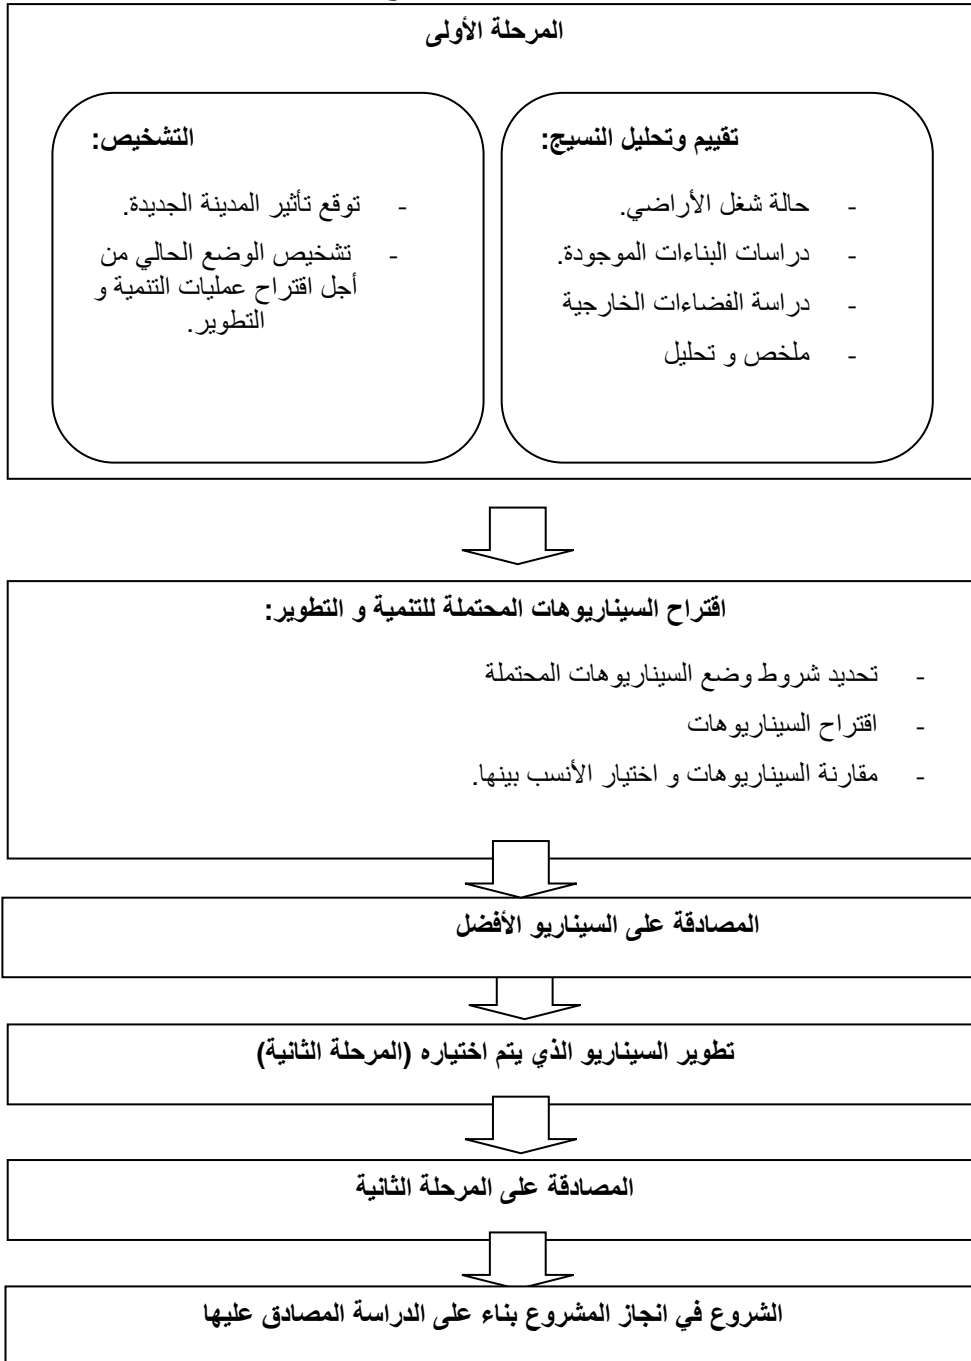 المرحلة الأولى
تقييم وتحليل النسيج:
- حالة شغل الأراضي.
- دراسات البناءات الموجودة.
- دراسة الفضاءات الخارجية
- ملخص و تحليل
التشخيص:
- توقع تأثير المدينة الجديدة.
- تشخيص الوضع الحالي من
أجل اقتراح عمليات التنمية و
التطوير.
اقتراح السيناريوهات المحتملة للتنمية و التطوير:
- تحديد شروط وضع السيناريوهات المحتملة
- اقتراح السيناريوهات
- مقارنة السيناريوهات و اختيار الأنسب بينها.
المصادقة على السيناريو الأفضل
تطوير السيناريو الذي يتم اختياره (المرحلة الثانية)
المصادقة على المرحلة الثانية
الشروع في انجاز المشروع بناء على الدراسة المصادق عليها